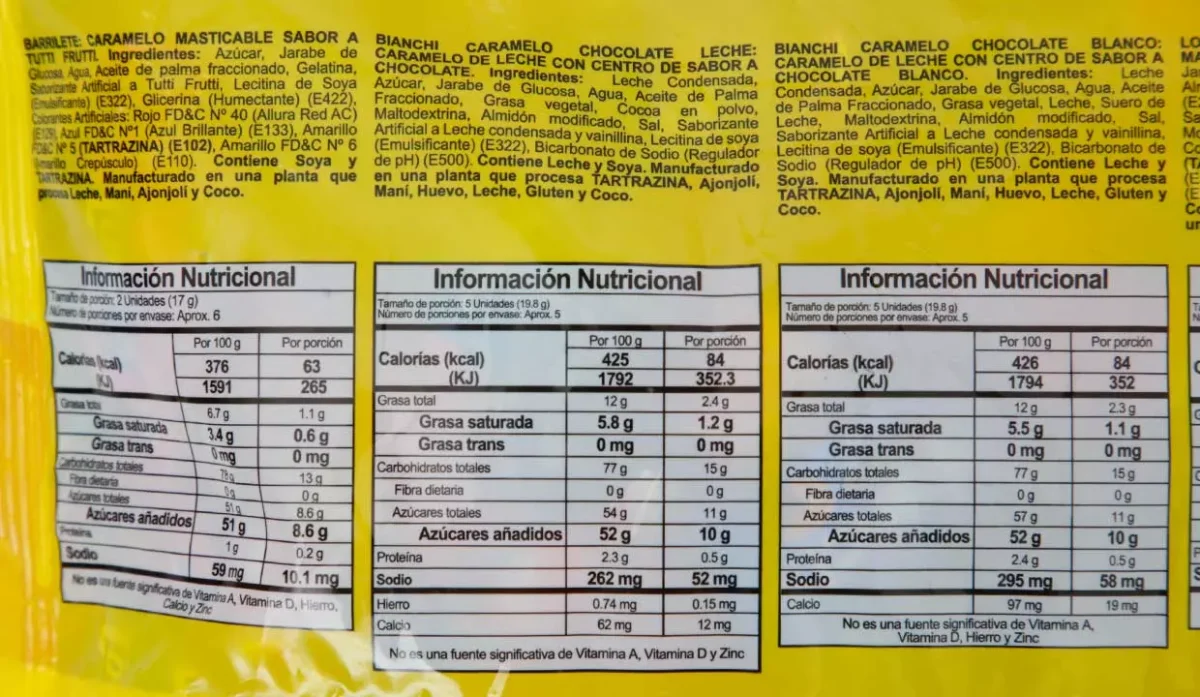 BARRILETE: CARAMELO MASTICABLE SABOR A
TUTTI FRUTTI. Ingredientes: Azúcar, Jarabe de
Glucosa, Agua, Aceite de palma fraccionado, Gelatina,
Saborizante Artificial a Tutti Frutti, Lecitina de Soya
(Emulsificante) (E322), Glicerina (Humectante) (E422),
Colorantes Artificiales: Rojo FD&C Nº 40 (Allura Red AC)
(E129), Azul FD&C Nº1 (Azul Brillante) (E133), Amarillo
FD&C Nº 5 (TARTRAZINA) (E102), Amarillo FD&C Nº 6
(Amarillo Crepúsculo) (E110). Contiene Soya y
TARTRAZINA. Manufacturado en una planta que
procesa Leche, Maní, Ajonjolí y Coco.
Información Nutricional
Tamaño de porción: 2 Unidades (17 g)
Número de porciones por envase: Aprox. 6
Por 100 g Por porción
Calorías (kcal) 376 63
(KJ) 1591 265
Grasa total 6.7 g 1.1 g
Grasa saturada 3.4 g 0.6 g
Grasa trans 0 mg 0 mg
Carbohidratos totales 78g 13 g
Fibra dietaria 0g 0 g
Azúcares totales 51g 8.6 g
Azúcares añadidos 51 g 8.6 g
Proteína 1 g 0.2 g
Sodio 59 mg 10.1 mg
No es una fuente significativa de Vitamina A, Vitamina D, Hierro,
Calcio y Zinc
BIANCHI CARAMELO CHOCOLATE LECHE:
CARAMELO DE LECHE CON CENTRO DE SABOR A
CHOCOLATE. Ingredientes: Leche Condensada,
Azúcar, Jarabe de Glucosa, Agua, Aceite de Palma
Fraccionado, Grasa vegetal, Cocoa en polvo,
Maltodextrina, Almidón modificado, Sal, Saborizante
Artificial a Leche condensada y vainillina, Lecitina de soya
(Emulsificante) (E322), Bicarbonato de Sodio (Regulador
de pH) (E500). Contiene Leche y Soya. Manufacturado
en una planta que procesa TARTRAZINA, Ajonjolí,
Maní, Huevo, Leche, Gluten y Coco.
Información Nutricional
Tamaño de porción: 5 Unidades (19.8 g)
Número de porciones por envase: Aprox. 5
Por 100 g Por porción
Calorías (kcal) 425 84
(KJ) 1792 352.3
Grasa total 12 g 2.4 g
Grasa saturada 5.8 g 1.2 g
Grasa trans 0 mg 0 mg
Carbohidratos totales 77 g 15 g
Fibra dietaria 0 g 0 g
Azúcares totales 54 g 11 g
Azúcares añadidos 52 g 10 g
Proteína 2.3 g 0.5 g
Sodio 262 mg 52 mg
Hierro 0.74 mg 0.15 mg
Calcio 62 mg 12 mg
No es una fuente significativa de Vitamina A, Vitamina D y Zinc
BIANCHI CARAMELO CHOCOLATE BLANCO:
CARAMELO DE LECHE CON CENTRO DE SABOR A
CHOCOLATE BLANCO. Ingredientes: Leche
Condensada, Azúcar, Jarabe de Glucosa, Agua, Aceite
de Palma Fraccionado, Grasa vegetal, Leche, Suero de
Leche, Maltodextrina, Almidón modificado, Sal,
Saborizante Artificial a Leche condensada y vainillina,
Lecitina de soya (Emulsificante) (E322), Bicarbonato de
Sodio (Regulador de pH) (E500). Contiene Leche y
Soya. Manufacturado en una planta que procesa
TARTRAZINA, Ajonjolí, Maní, Huevo, Leche, Gluten y
Coco.
Información Nutricional
Tamaño de porción: 5 Unidades (19.8 g)
Número de porciones por envase: Aprox. 5
Por 100 g Por porción
Calorías (kcal) 426 84
(KJ) 1794 352
Grasa total 12 g 2.3 g
Grasa saturada 5.5 g 1.1 g
Grasa trans 0 mg 0 mg
Carbohidratos totales 77 g 15 g
Fibra dietaria 0 g 0 g
Azúcares totales 57 g 11 g
Azúcares añadidos 52 g 10 g
Proteína 2.4 g 0.5 g
Sodio 295 mg 58 mg
Calcio 97 mg 19 mg
No es una fuente significativa de Vitamina A,
Vitamina D, Hierro y Zinc